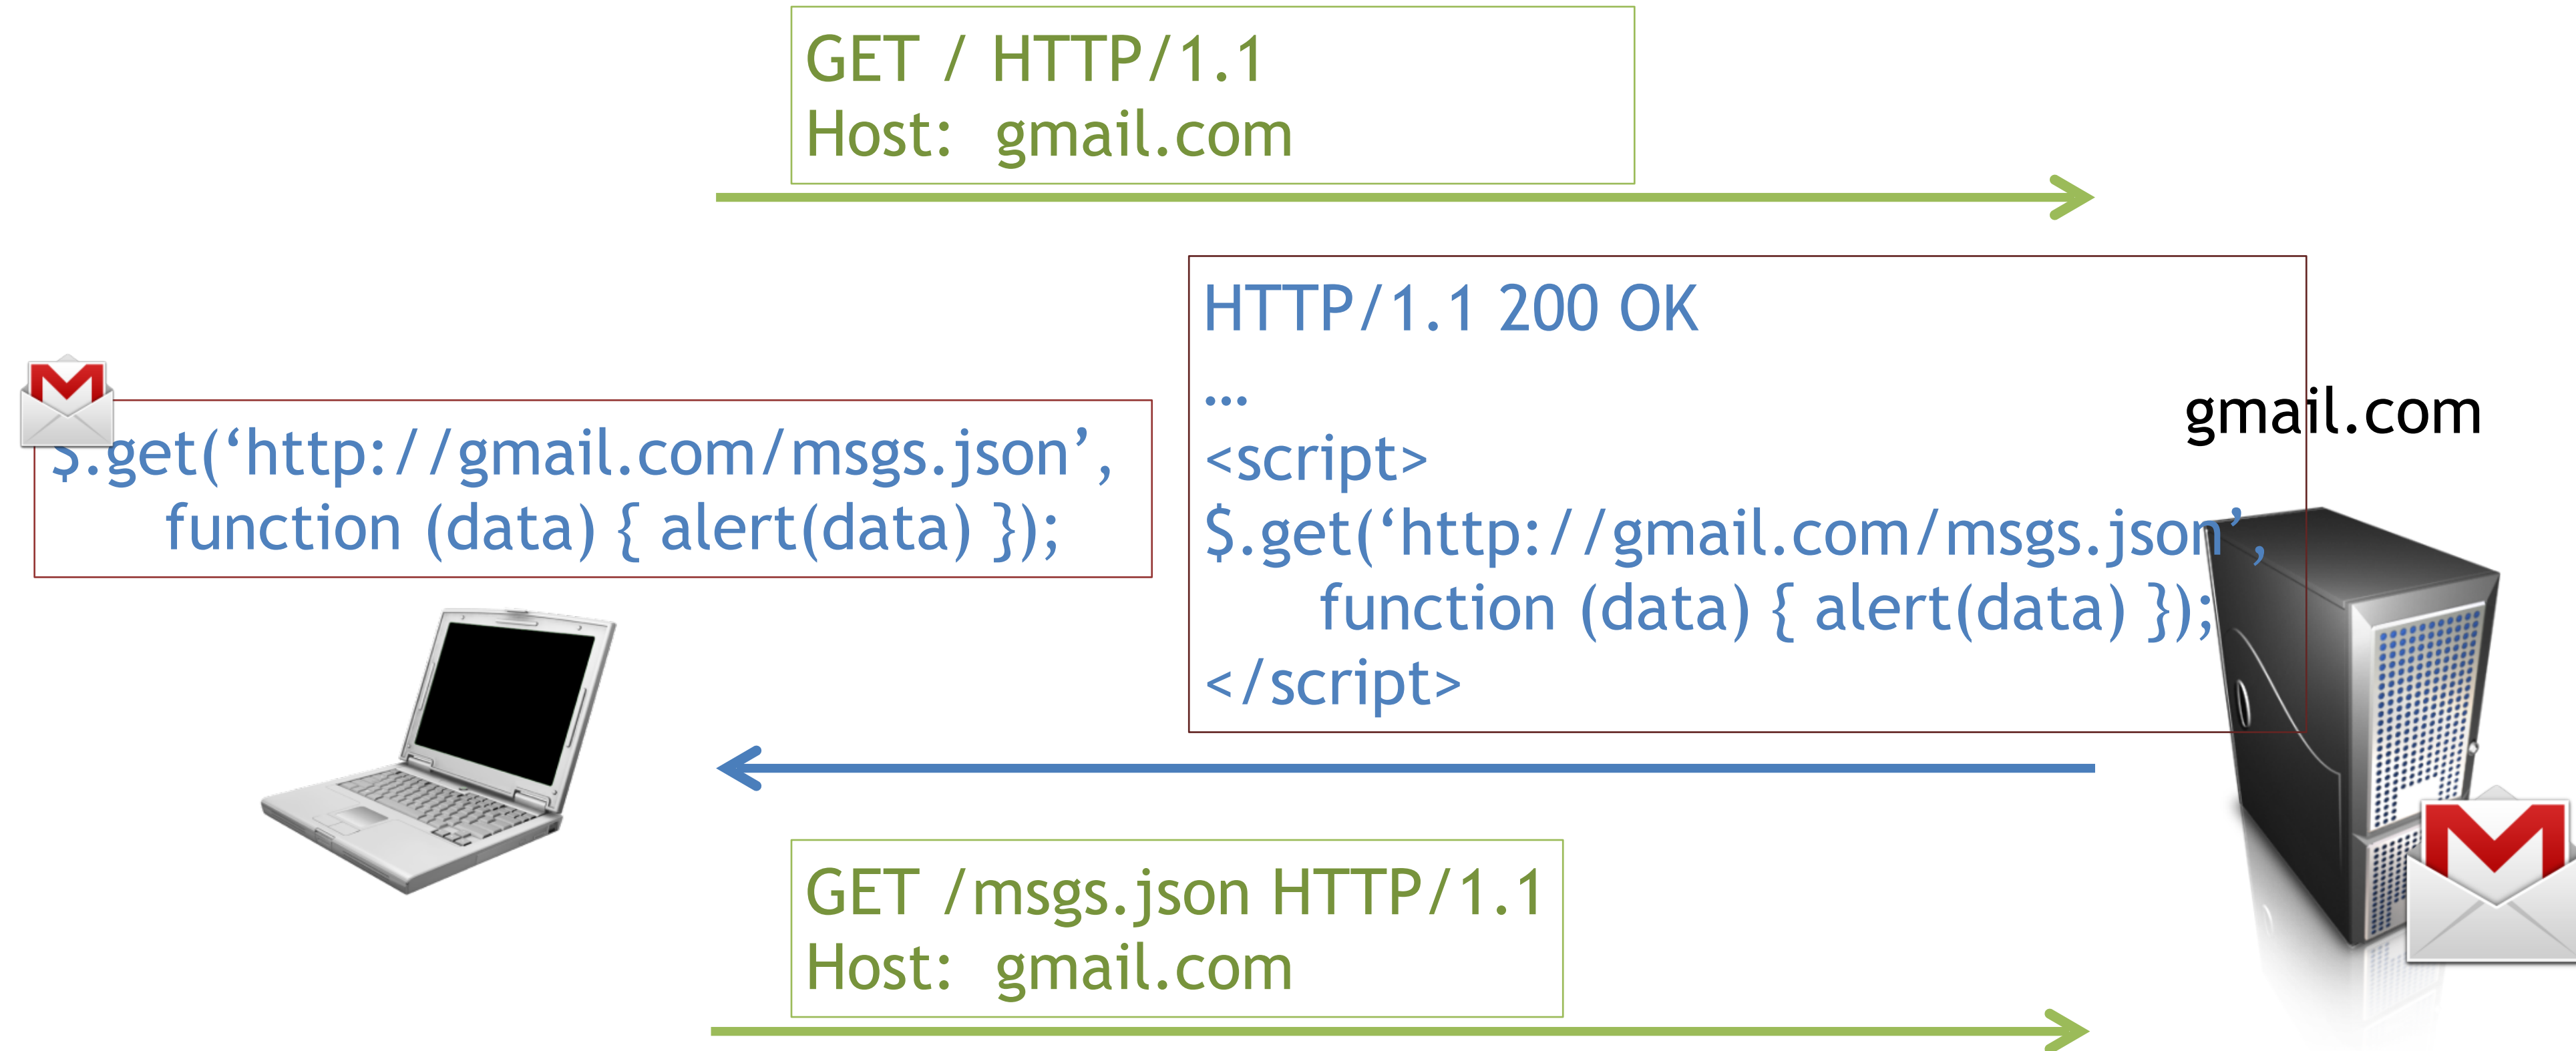 GET / HTTP/1.1
Host: gmail.com
HTTP/1.1 200 OK
…
<script>
$.get(‘http://gmail.com/msgs.json’,
function (data) { alert(data) });
</script>
gmail.com
$.get(‘http://gmail.com/msgs.json’,
function (data) { alert(data) });
GET /msgs.json HTTP/1.1
Host: gmail.com